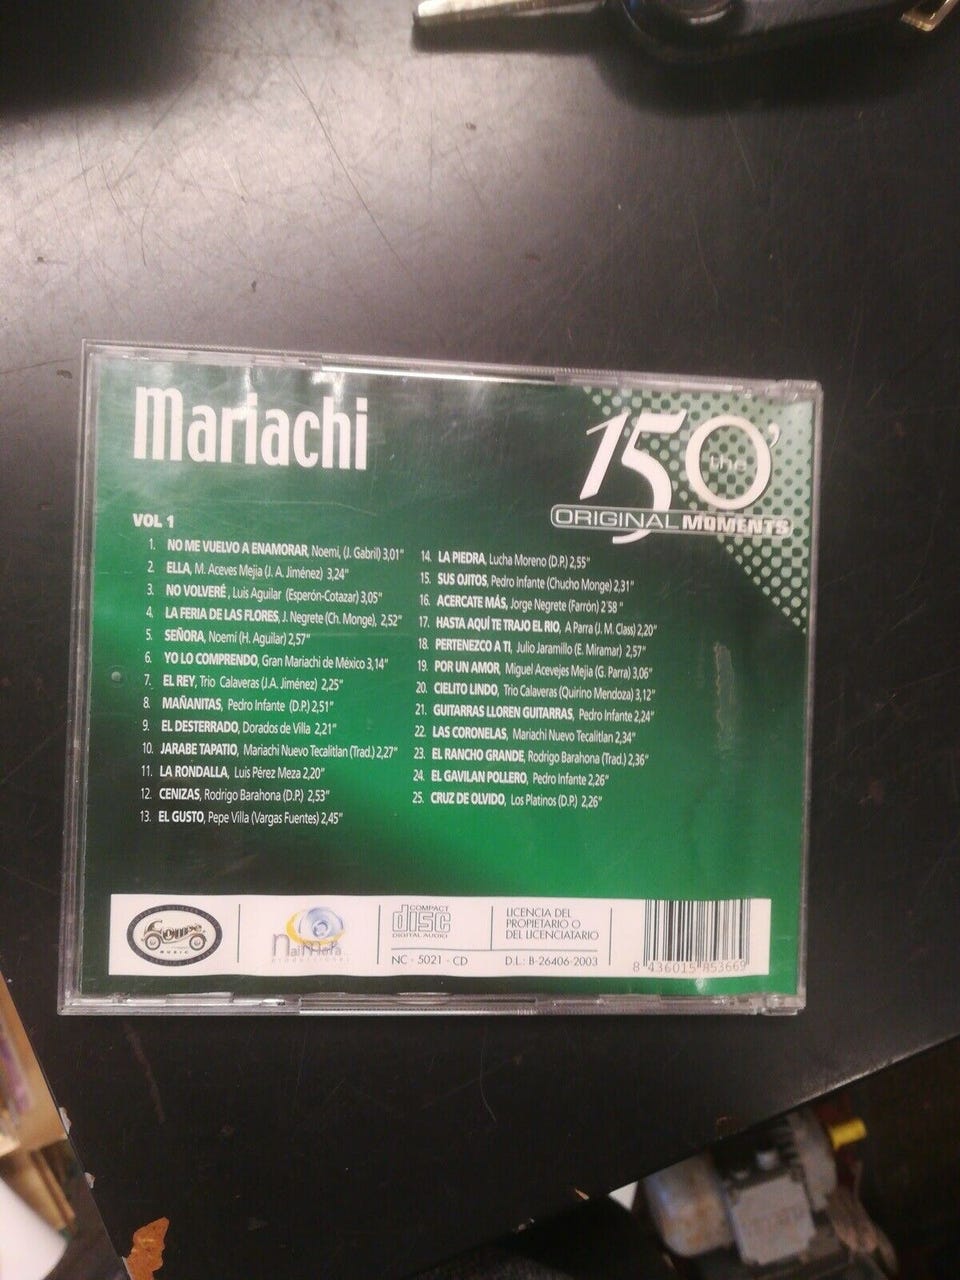 Mariachi
150'
the
ORIGINAL MOMENTS
VOL 1
1. NO ME VUELVO A ENAMORAR, Noemí, (J. Gabril) 3,01"
2. ELLA, M. Aceves Mejia (J. A. Jiménez) 3,24"
3. NO VOLVERÉ, Luis Aguilar (Esperón-Cotazar) 3,05"
4. LA FERIA DE LAS FLORES, J. Negrete (Ch. Monge), 2,52"
5. SEÑORA, Noemí (H. Aguilar) 2,57"
6. YO LO COMPRENDO, Gran Mariachi de México 3,14"
7. EL REY, Trio Calaveras (J.A. Jiménez) 2,25"
8. MAÑANITAS, Pedro Infante (D.P.) 2,51"
9. EL DESTERRADO, Dorados de Villa 2,21"
10. JARABE TAPATIO, Mariachi Nuevo Tecalitlan (Trad.) 2,27"
11. LA RONDALLA, Luis Pérez Meza 2,20"
12. CENIZAS, Rodrigo Barahona (D.P.) 2,53"
13. EL GUSTO, Pepe Villa (Vargas Fuentes) 2,45"
14. LA PIEDRA, Lucha Moreno (D.P.) 2,55"
15. SUS OJITOS, Pedro Infante (Chucho Monge) 2,31"
16. ACERCATE MÁS, Jorge Negrete (Farrón) 2 58 "
17. HASTA AQUÍ TE TRAJO EL RIO, A Parra (J. M. Class) 2,20"
18. PERTENEZCO A TI, Julio Jaramillo (E. Miramar) 2,57"
19. POR UN AMOR, Miguel Acevejes Mejia (G. Parra) 3,06"
20. CIELITO LINDO, Trio Calaveras (Quirino Mendoza) 3,12"
21. GUITARRAS LLOREN GUITARRAS, Pedro Infante 2,24"
22. LAS CORONELAS, Mariachi Nuevo Tecalitlan 2,34"
23. EL RANCHO GRANDE, Rodrigo Barahona (Trad.) 2,36"
24. EL GAVILAN POLLERO, Pedro Infante 2,26"
25. CRUZ DE OLVIDO, Los Platinos (D.P.) 2,26"
MUSIC
NaiMara
producciones
COMPACT
disc
DIGITAL AUDIO
NC - 5021 - CD
LICENCIA DEL
PROPIETARIO O
DEL LICENCIATARIO
D.L.: B-26406-2003
8 436015 853669